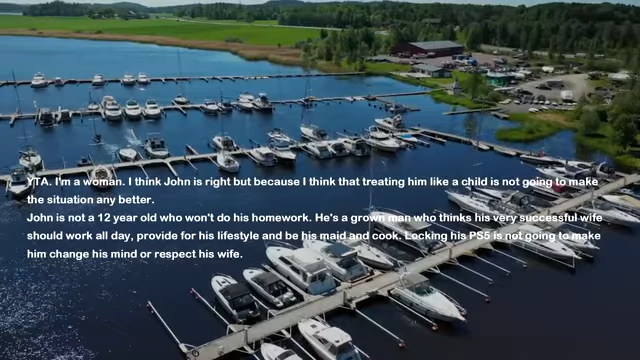 YTA. I'm a woman. I think John is right but because I think that treating him like a child is not going to make
the situation any better.
John is not a 12 year old who won't do his homework. He's a grown man who thinks his very successful wife
should work all day, provide for his lifestyle and be his maid and cook. Locking his PS5 is not going to make
him change his mind or respect his wife.